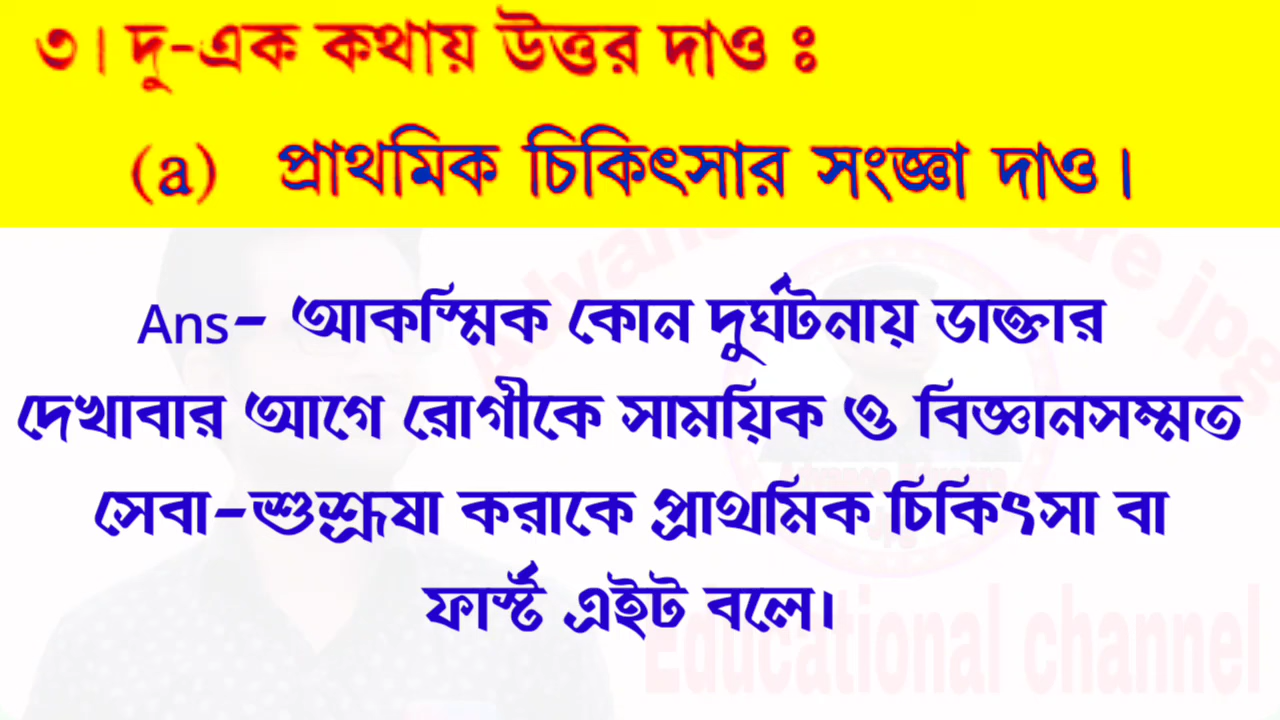 ৩। দু-এক কথায় উত্তর দাও ঃ
(a) প্রাথমিক চিকিৎসার সংজ্ঞা দাও।
Ans- আকস্মিক কোন দুর্ঘটনায় ডাক্তার
দেখাবার আগে রোগীকে সাময়িক ও বিজ্ঞানসম্মত
সেবা-শুশ্রূষা করাকে প্রাথমিক চিকিৎসা বা
ফার্স্ট এইট বলে।
Educational channel